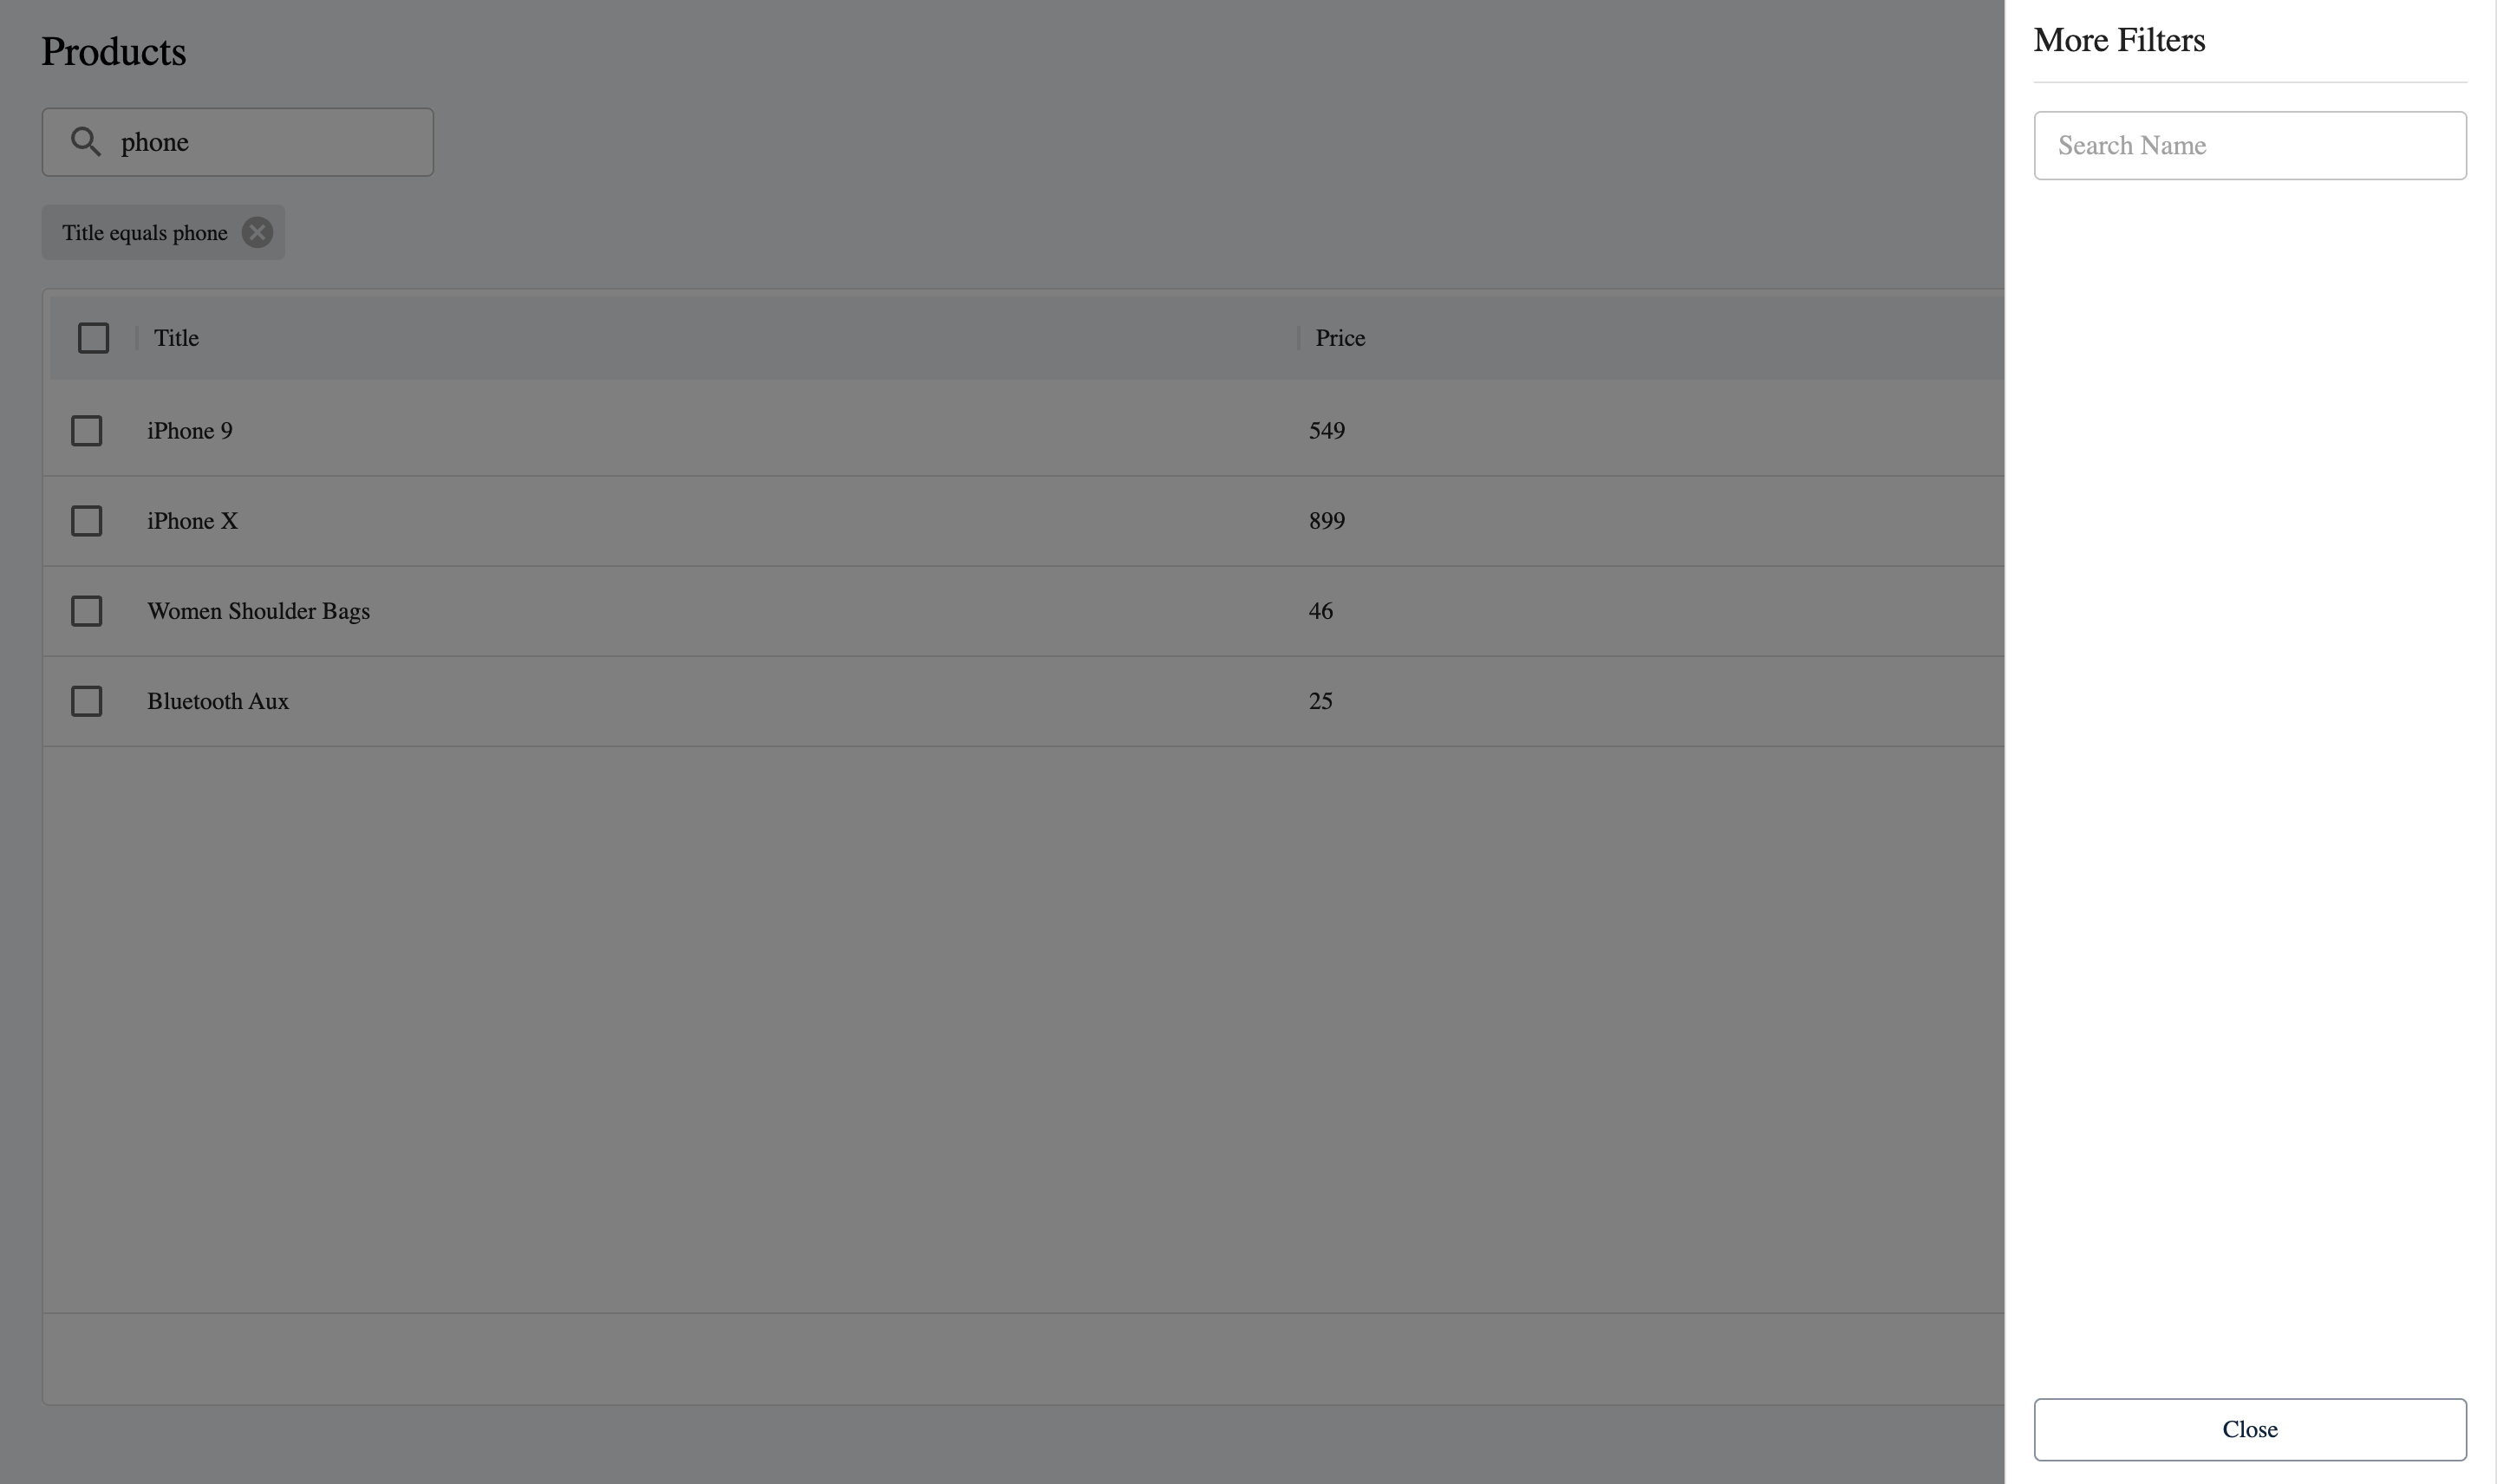 Products
phone
Title equals phone
Title Price
iPhone 9 549
iPhone X 899
Women Shoulder Bags 46
Bluetooth Aux 25
More Filters
Search Name
Close